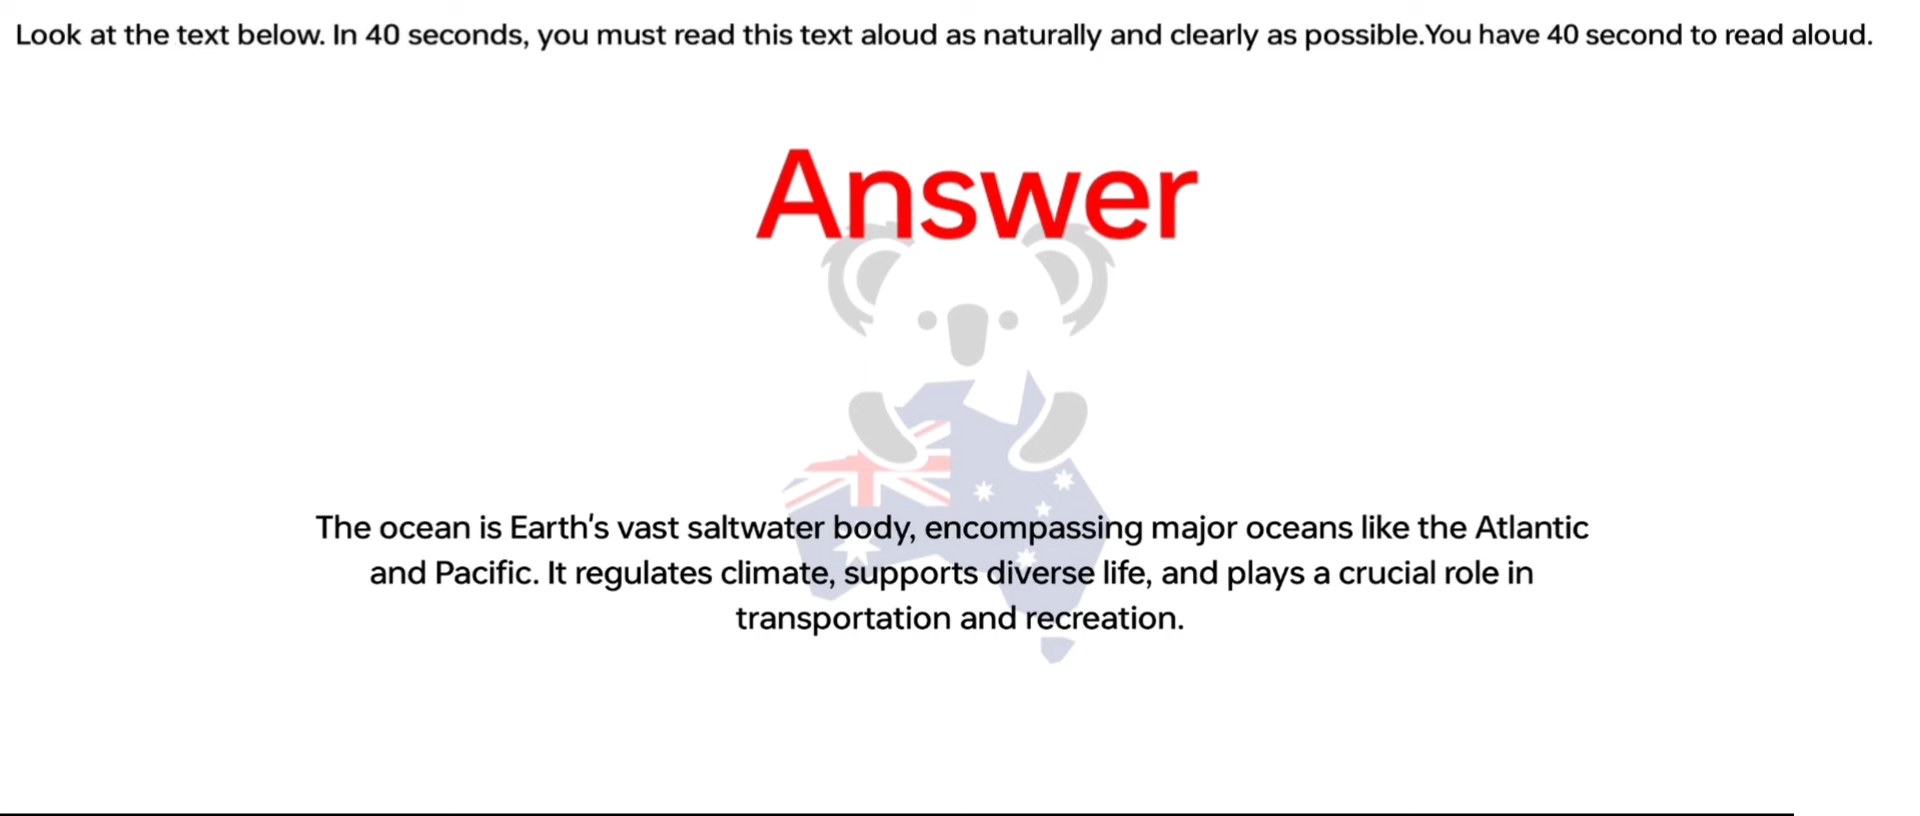 Look at the text below. In 40 seconds, you must read this text aloud as naturally and clearly as possible.You have 40 second to read aloud.
Answer
The ocean is Earth's vast saltwater body, encompassing major oceans like the Atlantic
and Pacific. It regulates climate, supports diverse life, and plays a crucial role in
transportation and recreation.